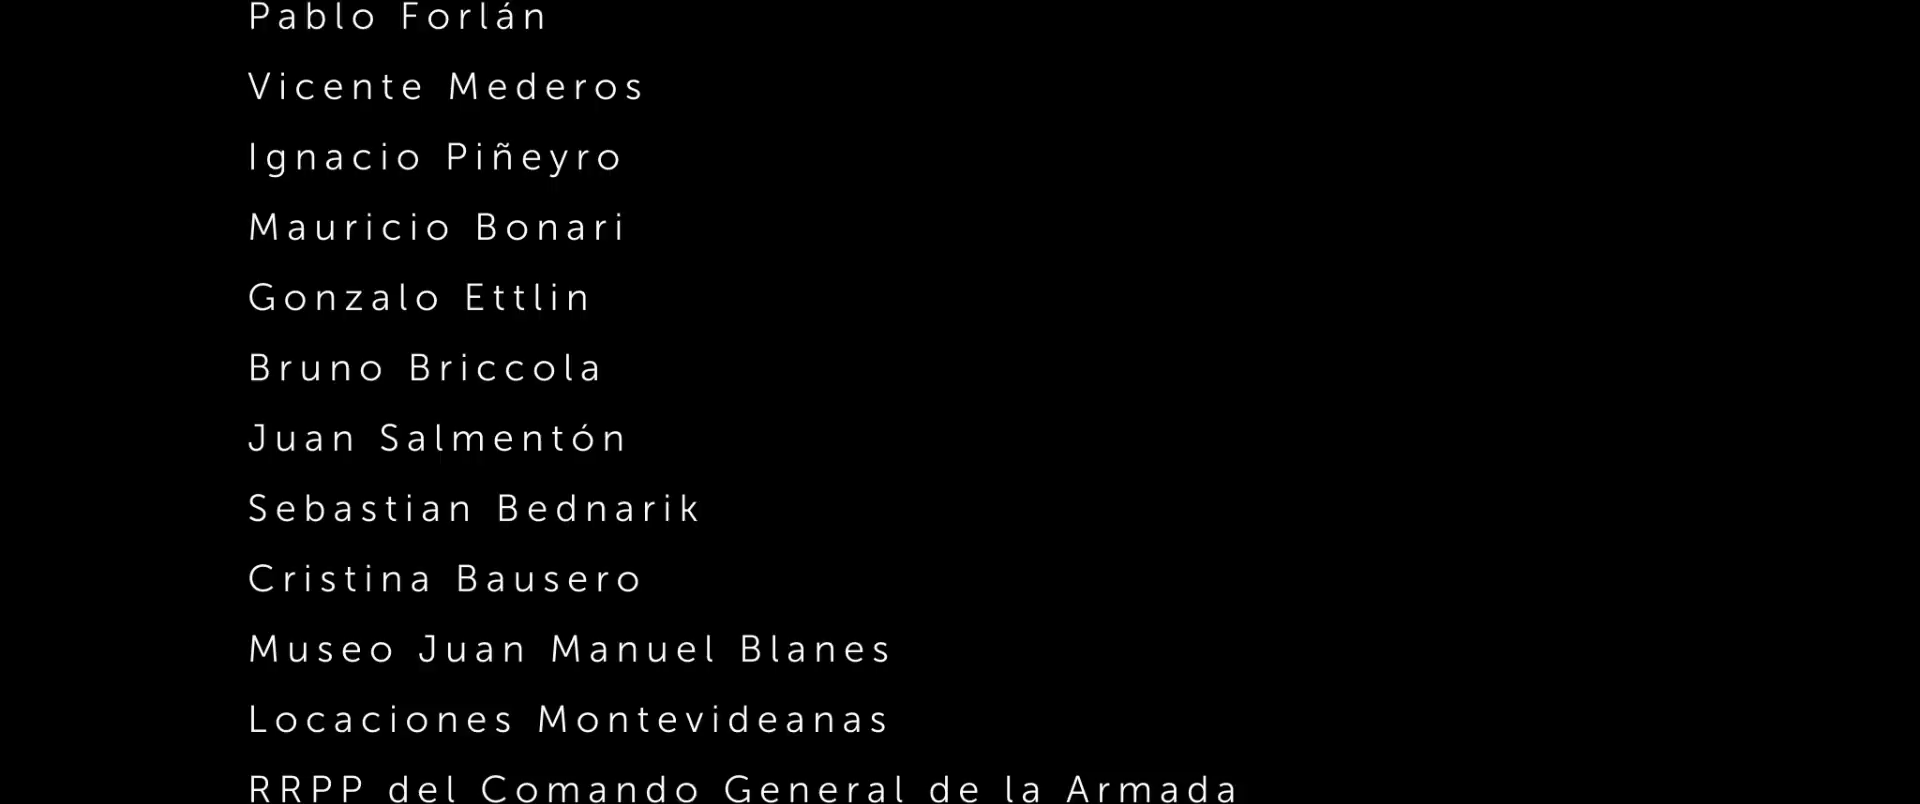 Pablo Forlán
Vicente Mederos
Ignacio Piñeyro
Mauricio Bonari
Gonzalo Ettlin
Bruno Briccola
Juan Salmentón
Sebastian Bednarik
Cristina Bausero
Museo Juan Manuel Blanes
Locaciones Montevideanas
RRPP del Comando General de la Armada